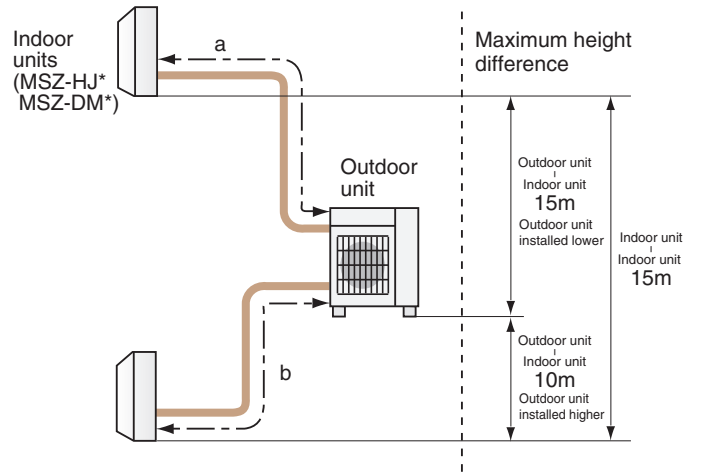 Indoor
units
(MSZ-HJ*
MSZ-DM*)
a
Outdoor
unit
b
Maximum height
difference
Outdoor unit
Indoor unit
15m
Outdoor unit
installed lower
Indoor unit
Indoor unit
15m
Outdoor unit
Indoor unit
10m
Outdoor unit
installed higher